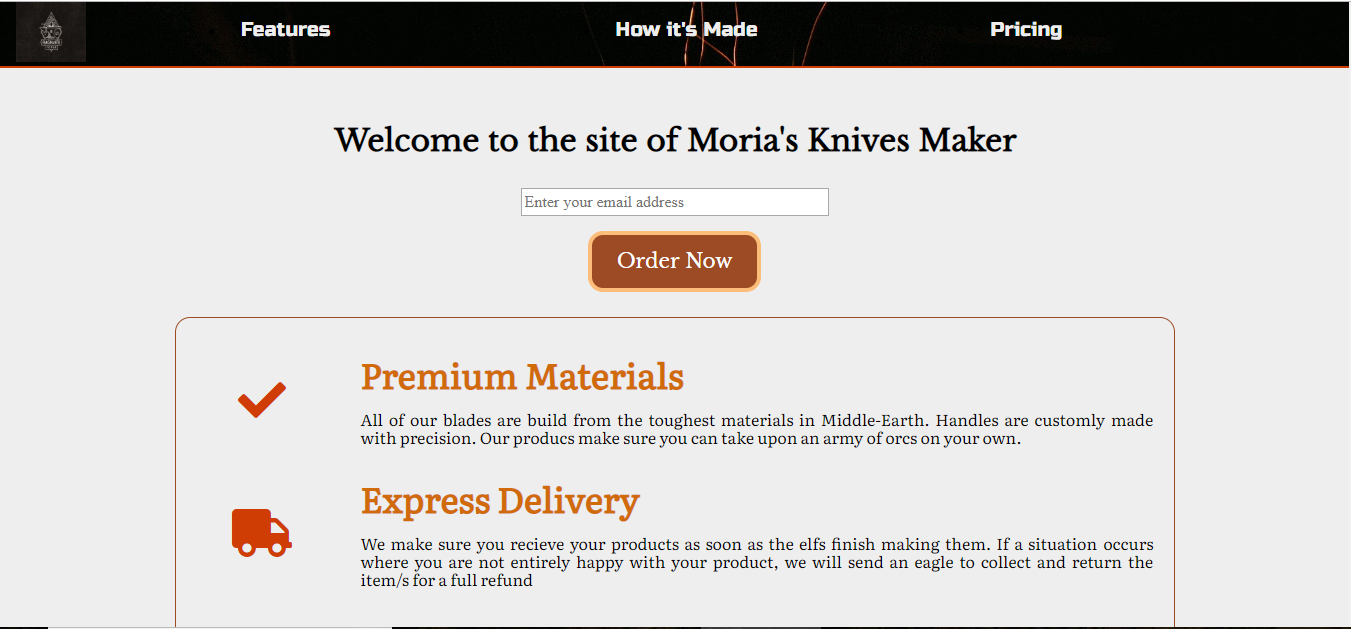 Features
How it's Made
Pricing
Welcome to the site of Moria's Knives Maker
Enter your email address
Order Now
Premium Materials
All of our blades are build from the toughest materials in Middle-Earth. Handles are customly made
with precision. Our producs make sure you can take upon an army of orcs on your own.
Express Delivery
We make sure you recieve your products as soon as the elfs finish making them. If a situation occurs
where you are not entirely happy with your product, we will send an eagle to collect and return the
item/s for a full refund